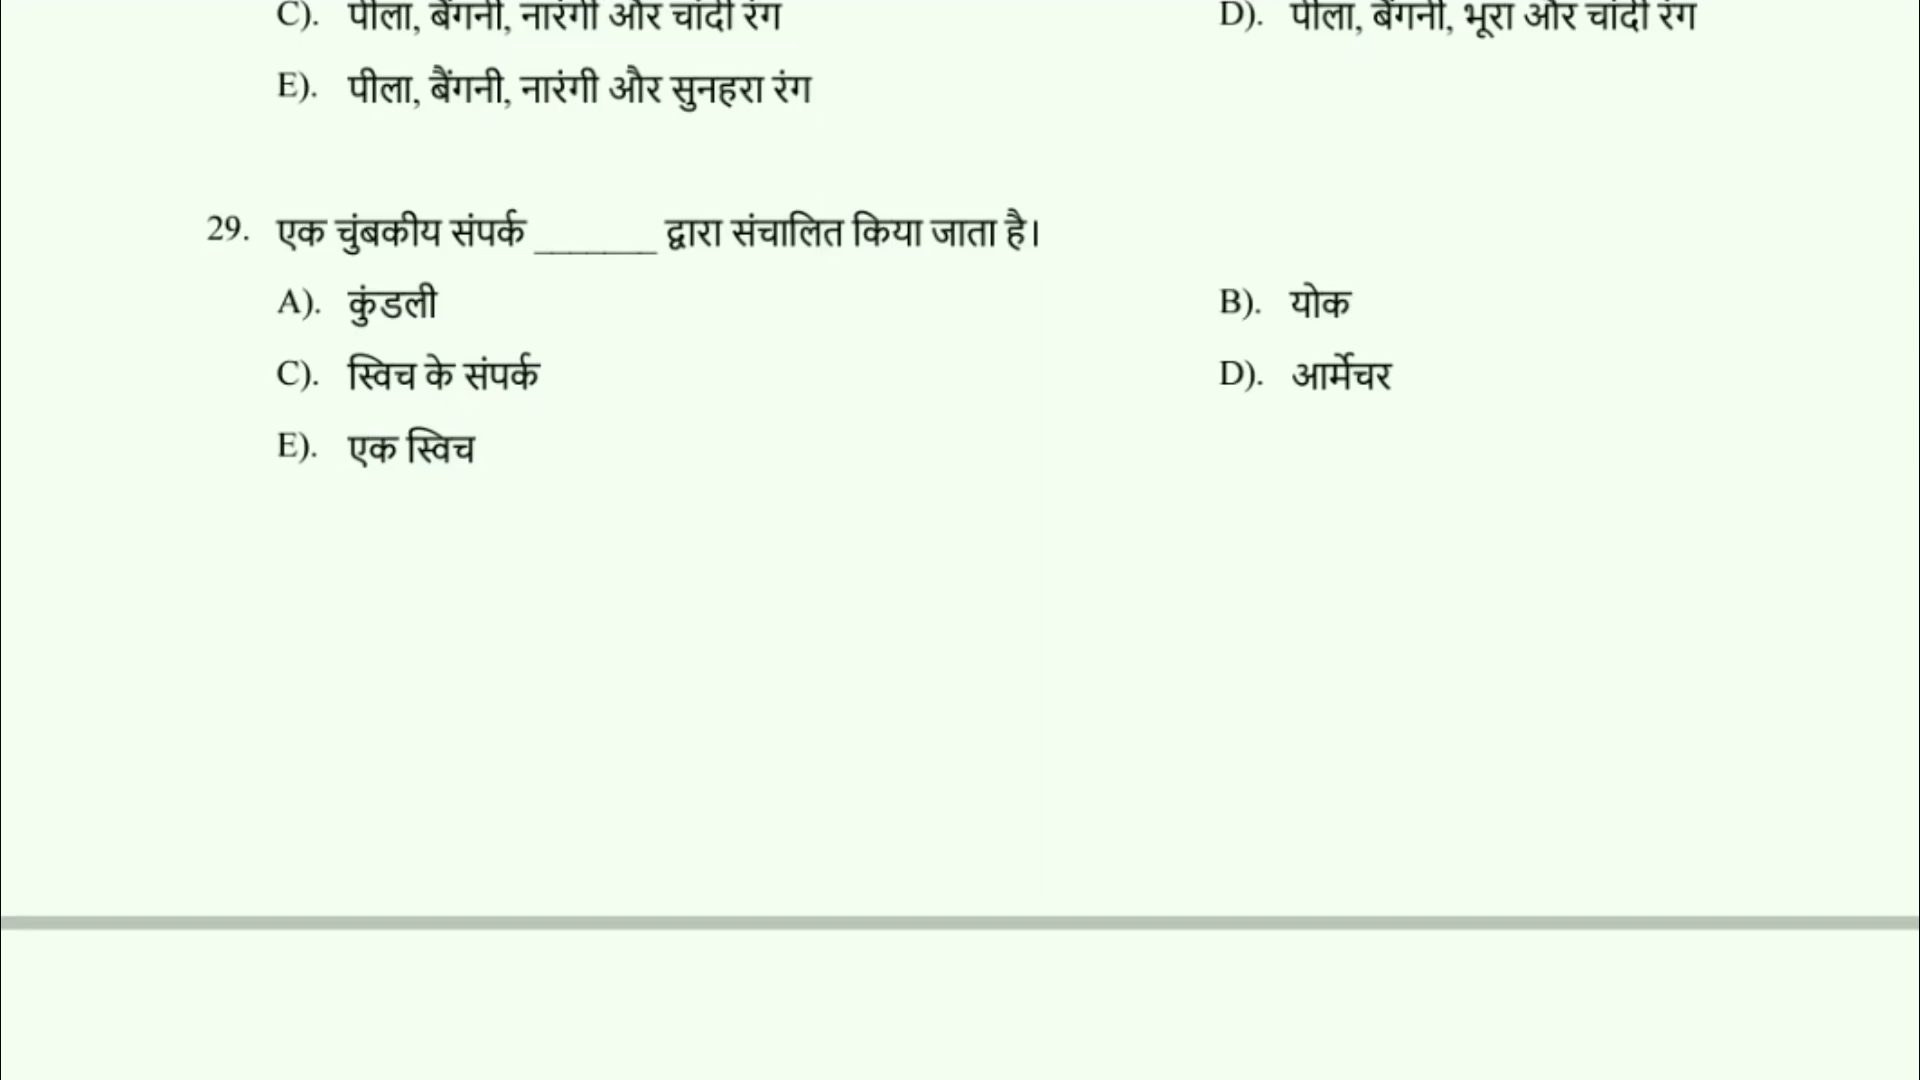 C). पीला, बैंगनी, नारंगी और चांदी रंग D). पीला, बैंगनी, भूरा और चांदी रंग
E). पीला, बैंगनी, नारंगी और सुनहरा रंग
29. एक चुंबकीय संपर्क _______ द्वारा संचालित किया जाता है।
A). कुंडली B). योक
C). स्विच के संपर्क D). आर्मेचर
E). एक स्विच